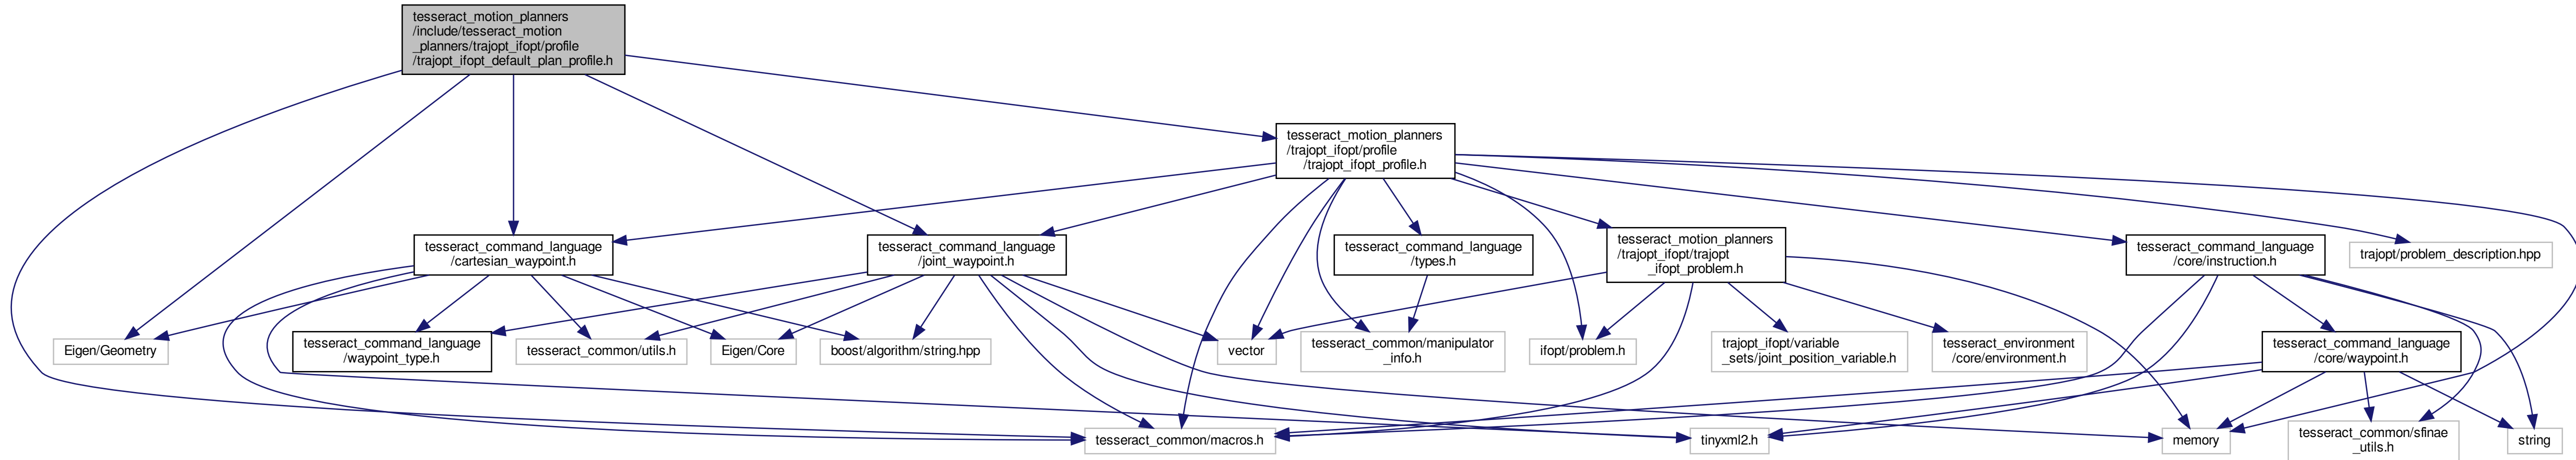 tesseract_motion_planners
/include/tesseract_motion
_planners/trajopt_ifopt/profile
/trajopt_ifopt_default_plan_profile.h
tesseract_motion_planners
/trajopt_ifopt/profile
/trajopt_ifopt_profile.h
tesseract_command_language
/cartesian_waypoint.h
tesseract_command_language
/joint_waypoint.h
tesseract_command_language
/types.h
tesseract_motion_planners
/trajopt_ifopt/trajopt
_ifopt_problem.h
tesseract_command_language
/core/instruction.h
trajopt/problem_description.hpp
Eigen/Geometry
tesseract_command_language
/waypoint_type.h
tesseract_common/utils.h
Eigen/Core
boost/algorithm/string.hpp
vector
tesseract_common/manipulator
_info.h
ifopt/problem.h
trajopt_ifopt/variable
_sets/joint_position_variable.h
tesseract_environment
/core/environment.h
tesseract_command_language
/core/waypoint.h
tesseract_common/macros.h
tinyxml2.h
memory
tesseract_common/sfinae
_utils.h
string